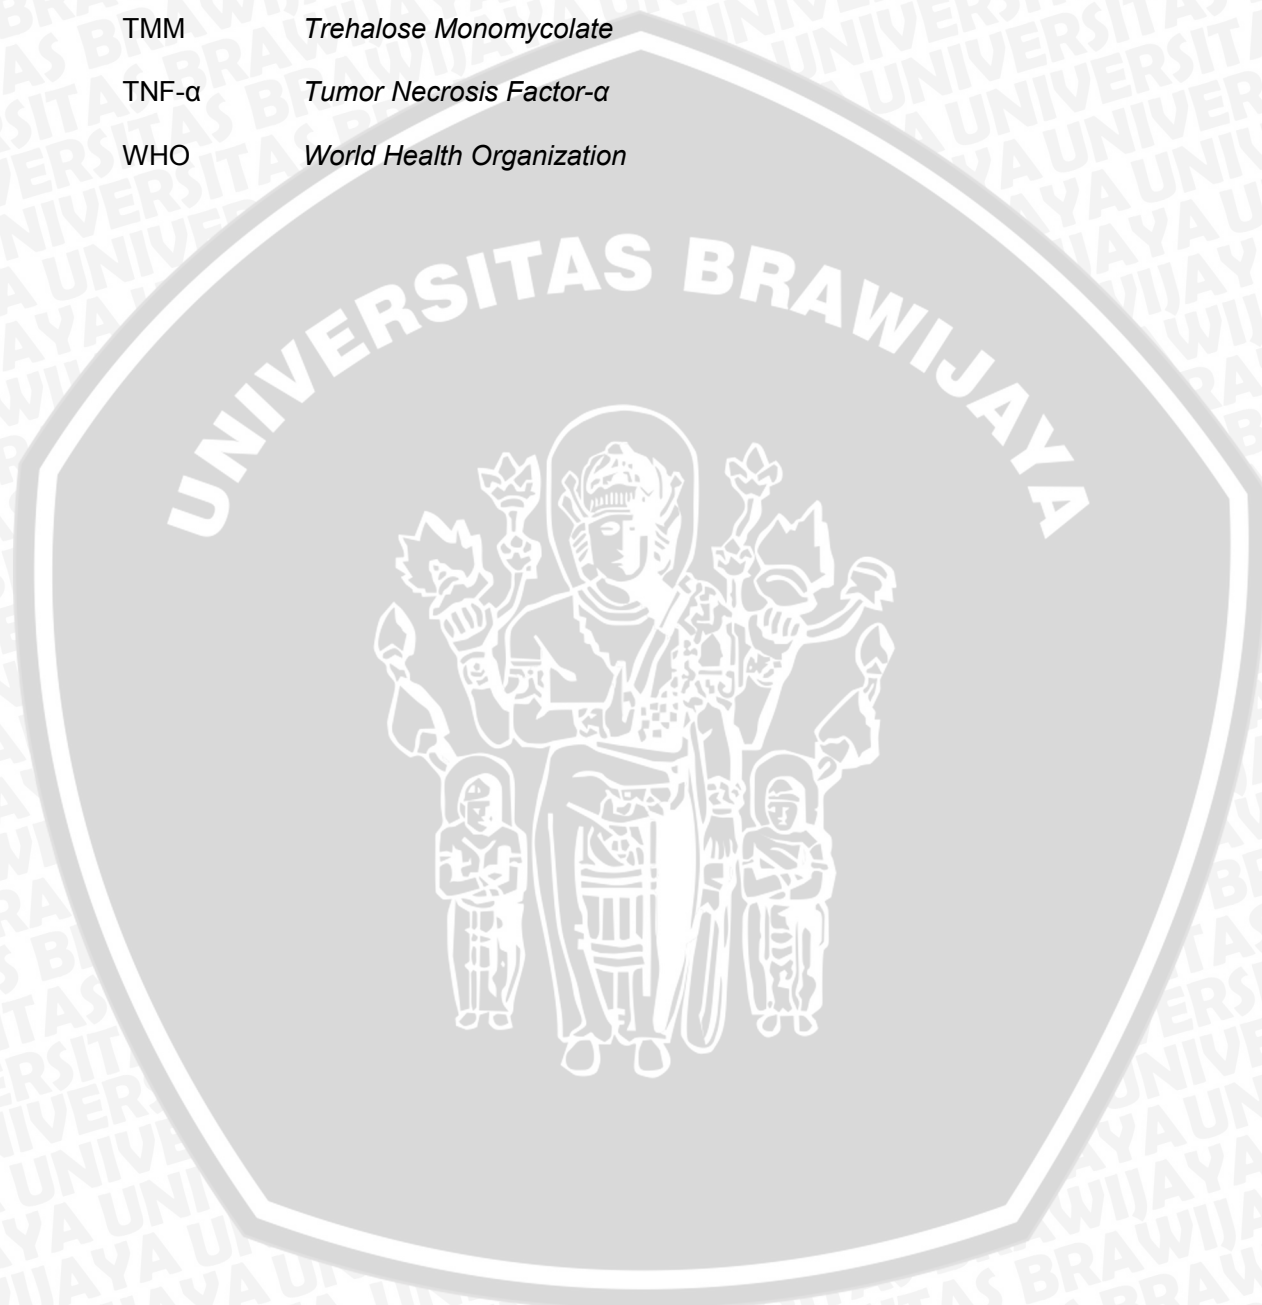 TMM Trehalose Monomycolate
TNF-α Tumor Necrosis Factor-α
WHO World Health Organization
UNIVERSITAS BRAWIJAYA